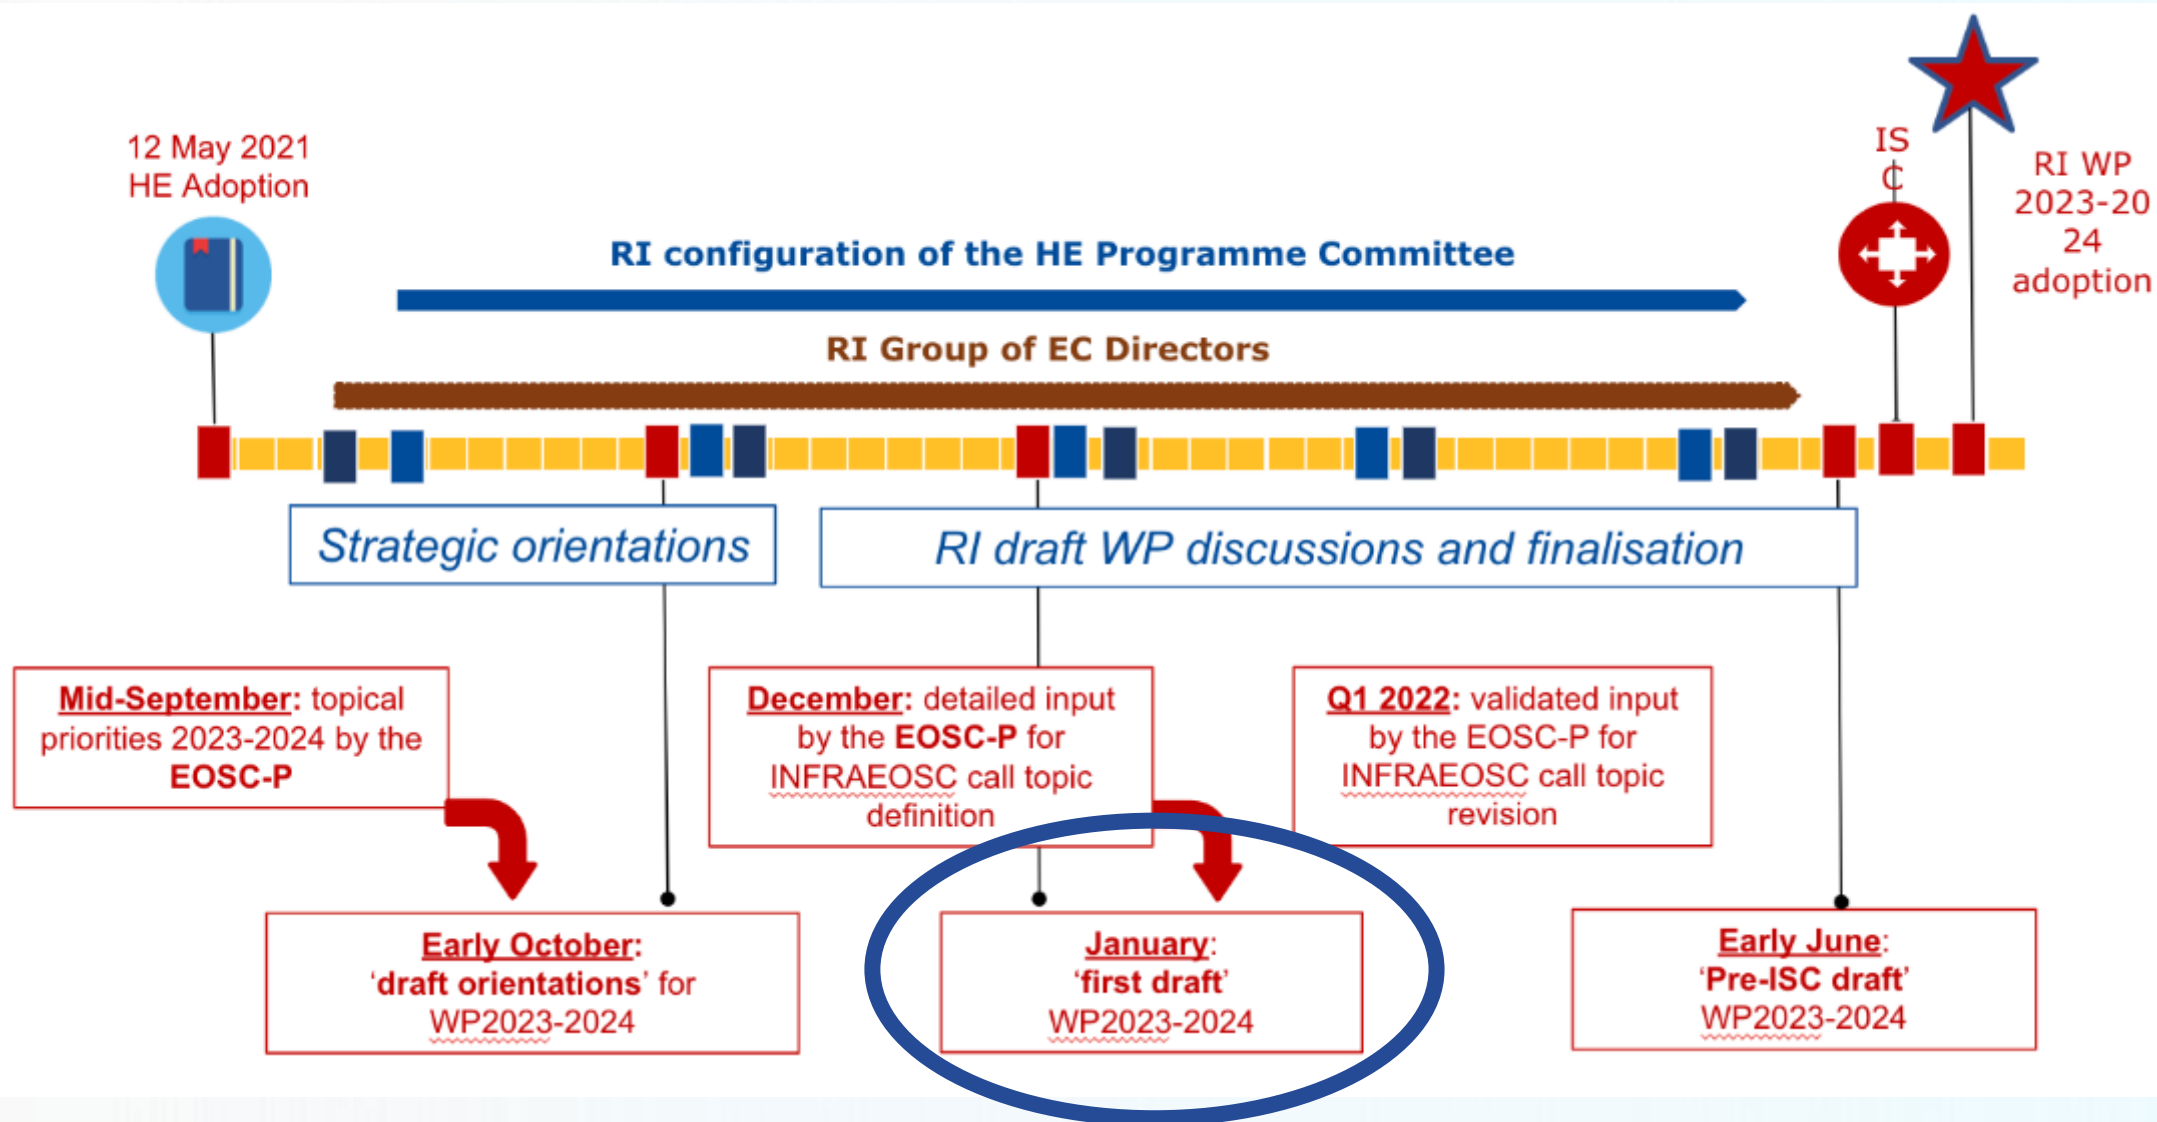 12 May 2021
HE Adoption
IS
C
RI WP
2023-20
24
adoption
RI configuration of the HE Programme Committee
RI Group of EC Directors
Strategic orientations
RI draft WP discussions and finalisation
Mid-September: topical
priorities 2023-2024 by the
EOSC-P
December: detailed input
by the EOSC-P for
INFRAEOSC call topic
definition
Q1 2022: validated input
by the EOSC-P for
INFRAEOSC call topic
revision
Early October:
‘draft orientations’ for
WP2023-2024
January:
‘first draft’
WP2023-2024
Early June:
‘Pre-ISC draft’
WP2023-2024